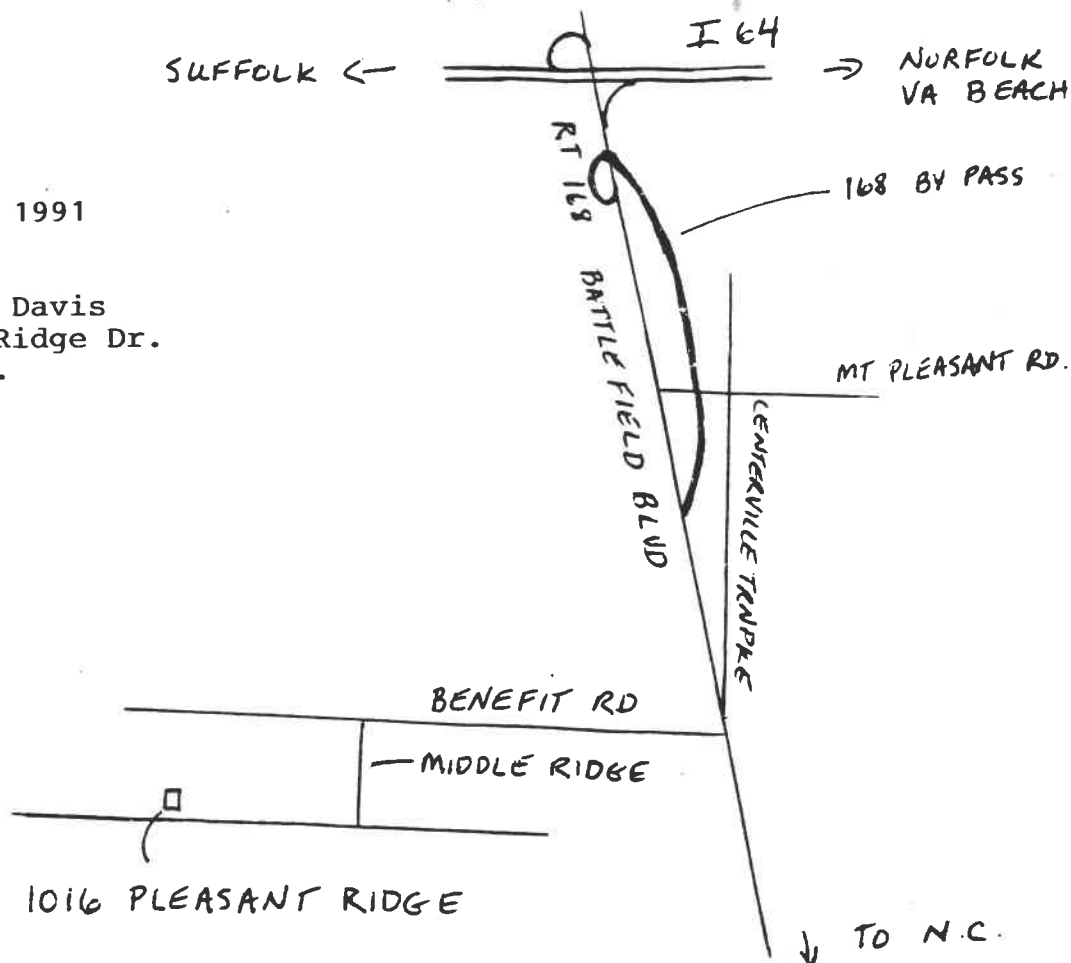 I 64
SUFFOLK ←
→ NORFOLK
VA BEACH
RT 168
168 BY PASS
1991
Davis
Ridge Dr.
BATTLE FIELD BLVD
MT PLEASANT RD.
CENTERVILLE TRNPKE
BENEFIT RD
MIDDLE RIDGE
1016 PLEASANT RIDGE
↓ TO N.C.